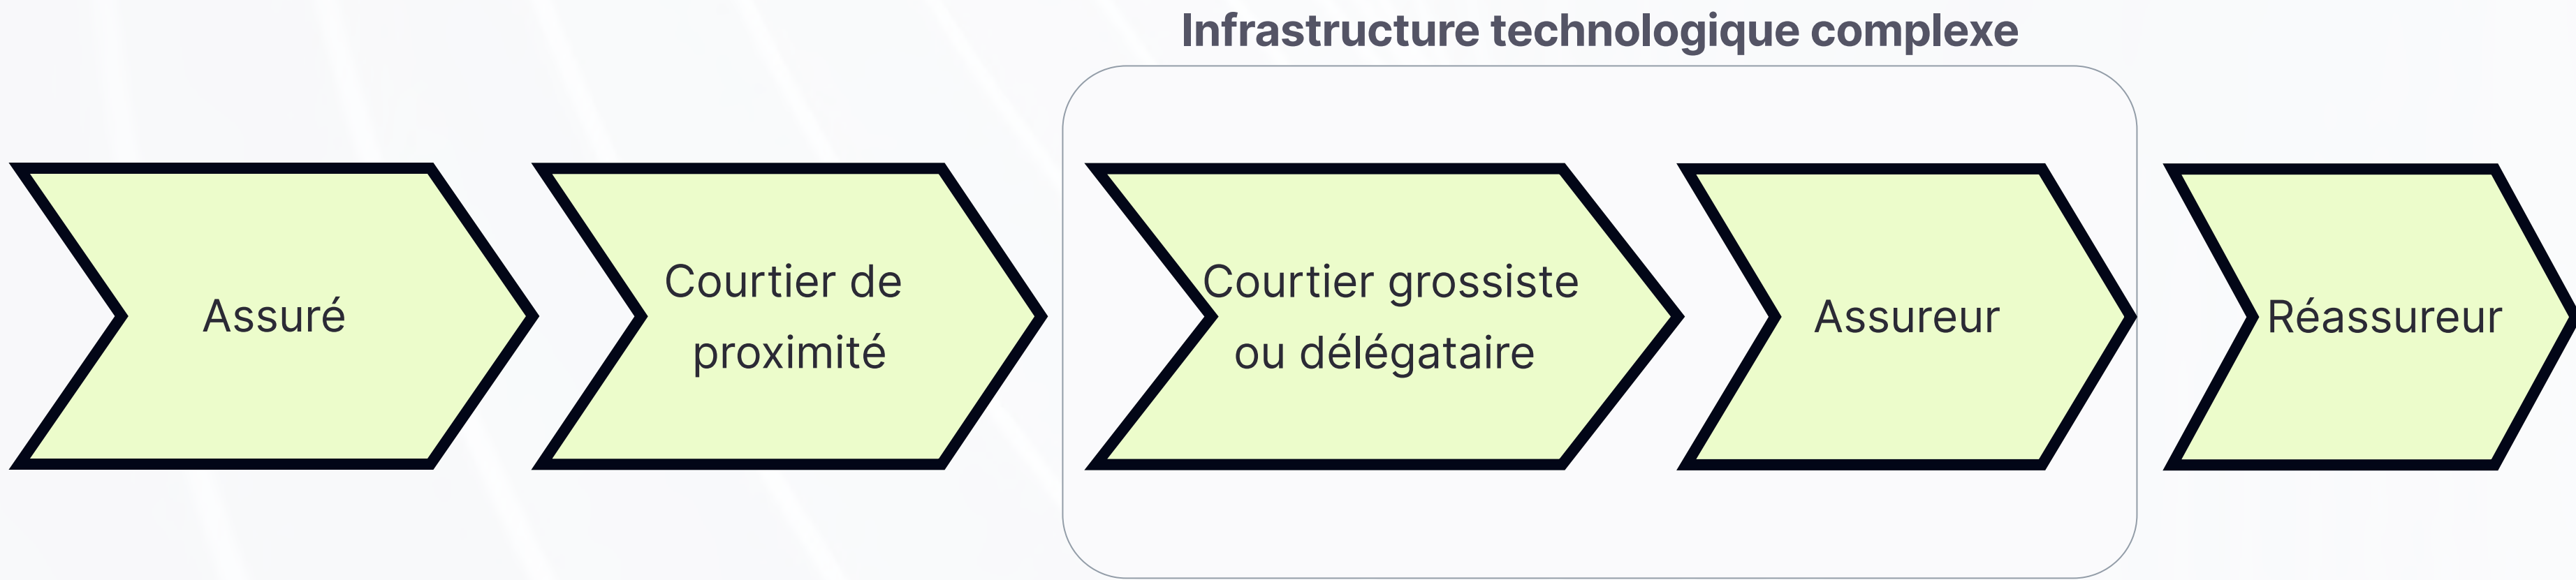 Infrastructure technologique complexe
Assuré
Courtier de
proximité
Courtier grossiste
ou délégataire
Assureur
Réassureur